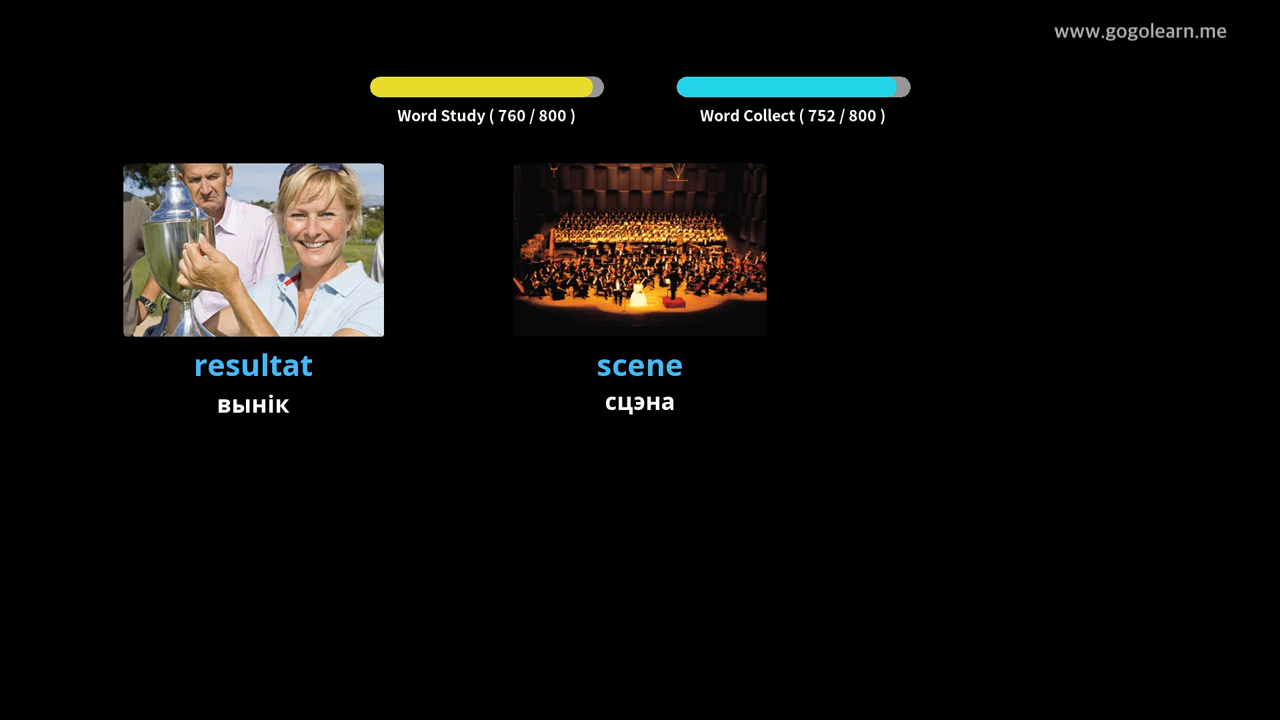 www.gogolearn.me
Word Study ( 760 / 800 )
Word Collect ( 752 / 800 )
resultat
вынік
scene
сцэна